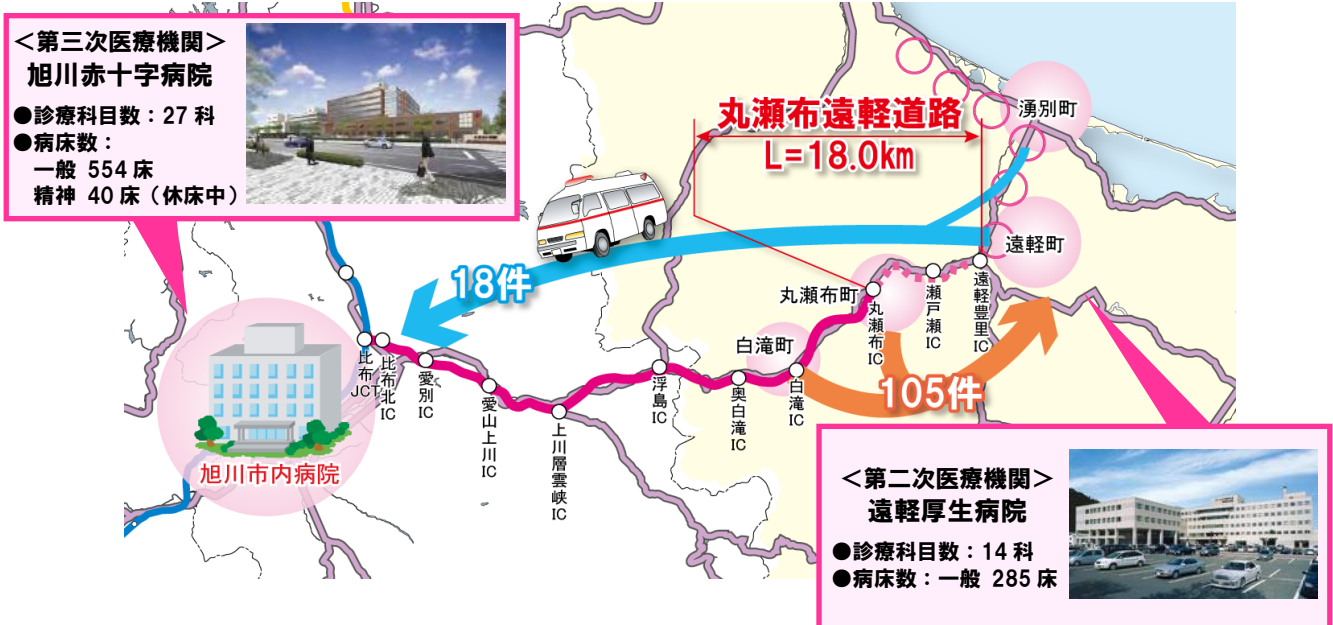 ＜第三次医療機関＞
旭川赤十字病院
●診療科目数：27科
●病床数：
一般 554床
精神 40床（休床中）
丸瀬布遠軽道路
L=18.0km
湧別町
遠軽町
18件
丸瀬布町
白滝町
105件
比布JCT
比布北IC
愛別IC
愛山上川IC
上川層雲峡IC
浮島IC
奥白滝IC
白滝IC
丸瀬布IC
瀬戸瀬IC
遠軽豊里IC
旭川市内病院
＜第二次医療機関＞
遠軽厚生病院
●診療科目数：14科
●病床数：一般 285床